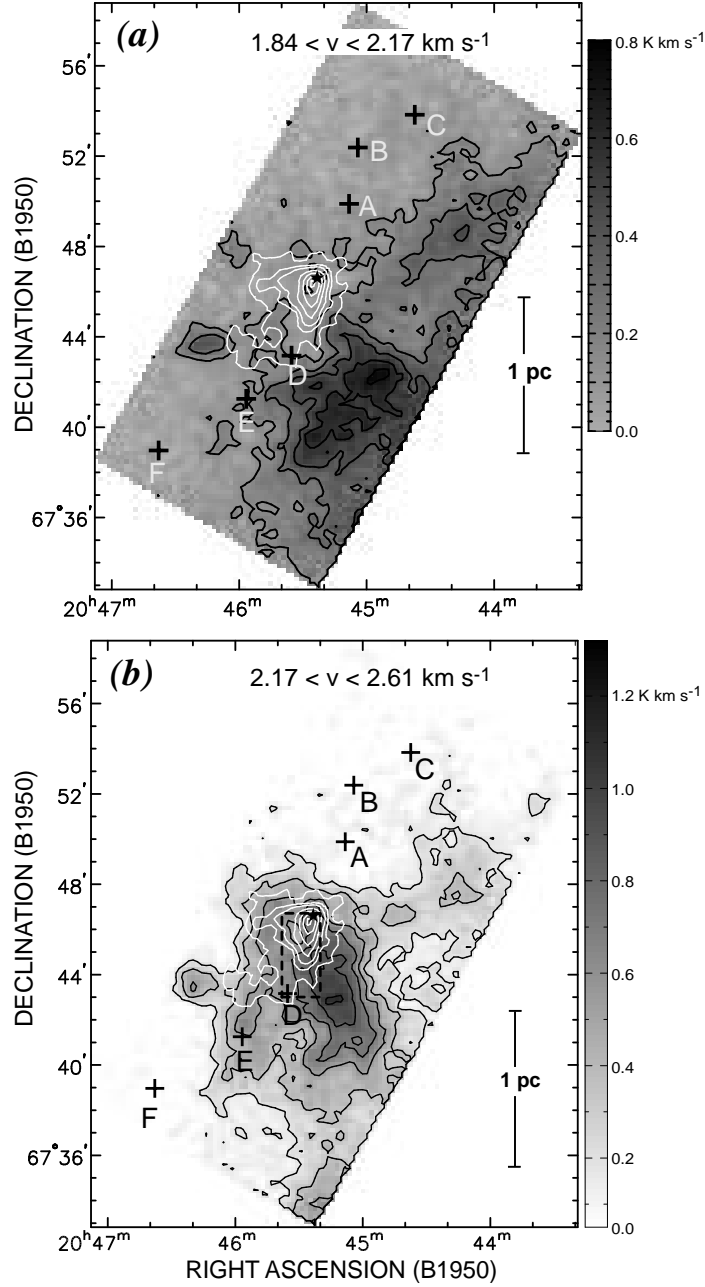 (a)
1.84 < v < 2.17 km s-1
0.8 K km s-1
0.6
0.4
0.2
0.0
DECLINATION (B1950)
56′
52′
48′
44′
40′
67° 36′
C
B
A
D
E
F
1 pc
20h47m
46m
45m
44m
(b)
2.17 < v < 2.61 km s-1
1.2 K km s-1
1.0
0.8
0.6
0.4
0.2
0.0
DECLINATION (B1950)
56′
52′
48′
44′
40′
67° 36′
C
B
A
D
E
F
1 pc
20h47m
46m
45m
44m
RIGHT ASCENSION (B1950)